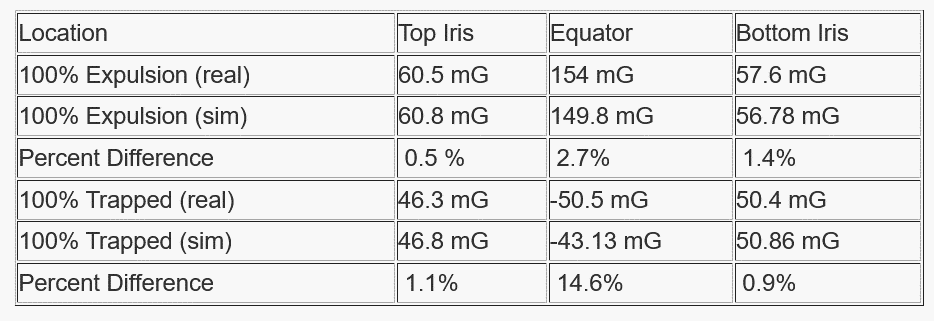 Location Top Iris Equator Bottom Iris
100% Expulsion (real) 60.5 mG 154 mG 57.6 mG
100% Expulsion (sim) 60.8 mG 149.8 mG 56.78 mG
Percent Difference 0.5 % 2.7% 1.4%
100% Trapped (real) 46.3 mG -50.5 mG 50.4 mG
100% Trapped (sim) 46.8 mG -43.13 mG 50.86 mG
Percent Difference 1.1% 14.6% 0.9%